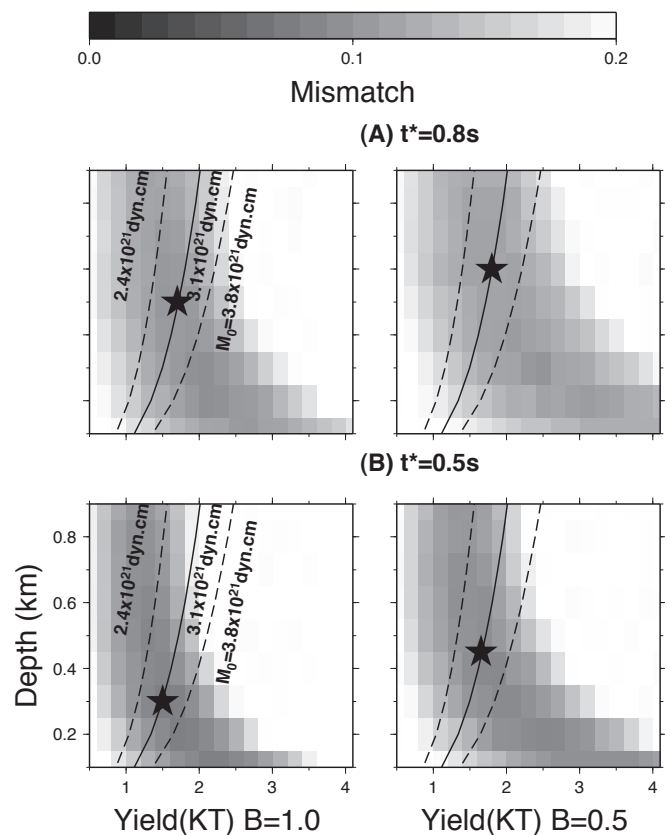 0.0 0.1 0.2
Mismatch
(A) t*=0.8s
2.4x10²¹dyn.cm 3.1x10²¹dyn.cm M₀=3.8x10²¹dyn.cm
(B) t*=0.5s
2.4x10²¹dyn.cm 3.1x10²¹dyn.cm M₀=3.8x10²¹dyn.cm
0.8
0.6
0.4
0.2
Depth (km)
1 2 3 4 1 2 3 4
Yield(KT) B=1.0 Yield(KT) B=0.5